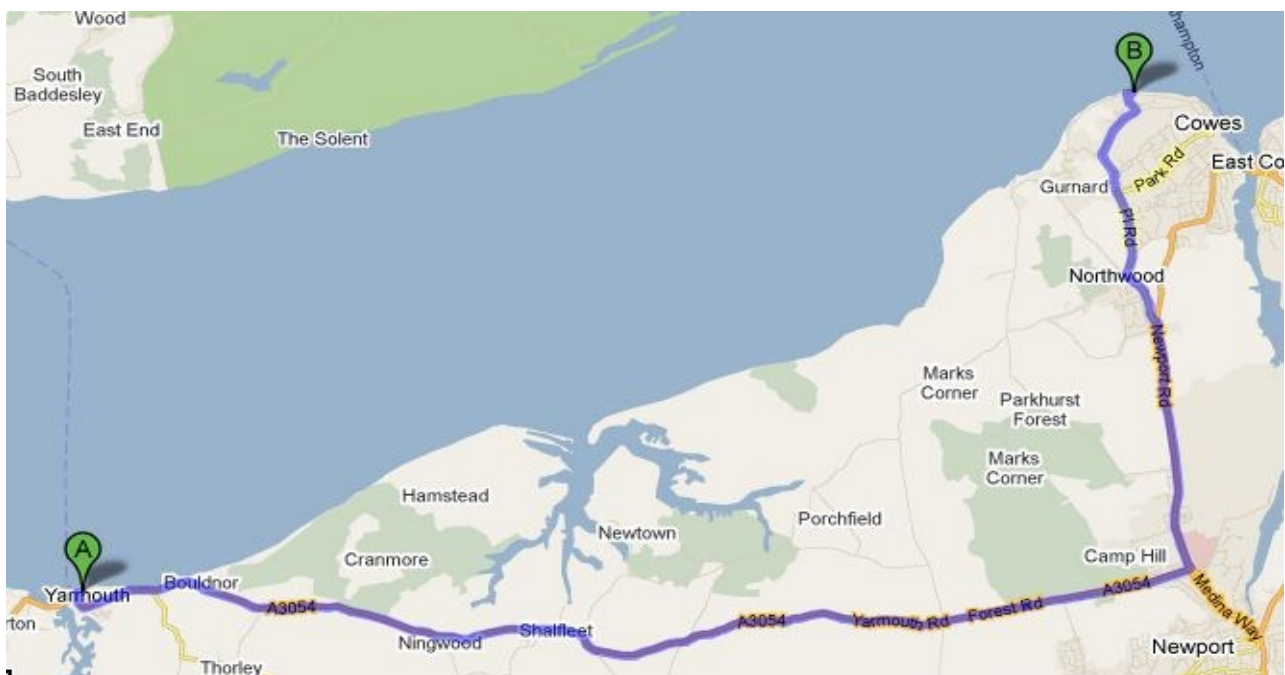 Wood
South
Baddesley
East End
The Solent
B
thampton
Cowes
East Co
Park Rd
Gurnard
Pl Rd
Northwood
Newport Rd
Marks
Corner
Parkhurst
Forest
Marks
Corner
Hamstead
Newtown
Porchfield
Cranmore
Camp Hill
A
Yarmouth
Bouldnor
A3054
A3054
Yarmouth Rd
Forest Rd
A3054
Medina Way
rton
Ningwood
Shalfleet
Thorley
Newport